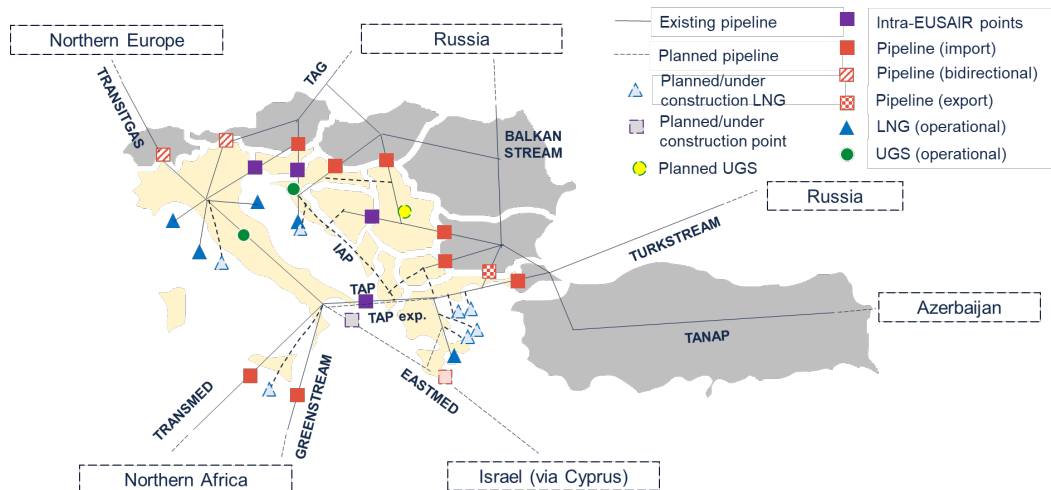 Northern Europe
Russia
Existing pipeline
Planned pipeline
Planned/under
construction LNG
Planned/under
construction point
Planned UGS
Intra-EUSAIR points
Pipeline (import)
Pipeline (bidirectional)
Pipeline (export)
LNG (operational)
UGS (operational)
TRANSITGAS
TAG
BALKAN
STREAM
Russia
TURKSTREAM
IAP
TAP
TAP exp.
Azerbaijan
TANAP
EASTMED
TRANSMED
GREENSTREAM
Northern Africa
Israel (via Cyprus)